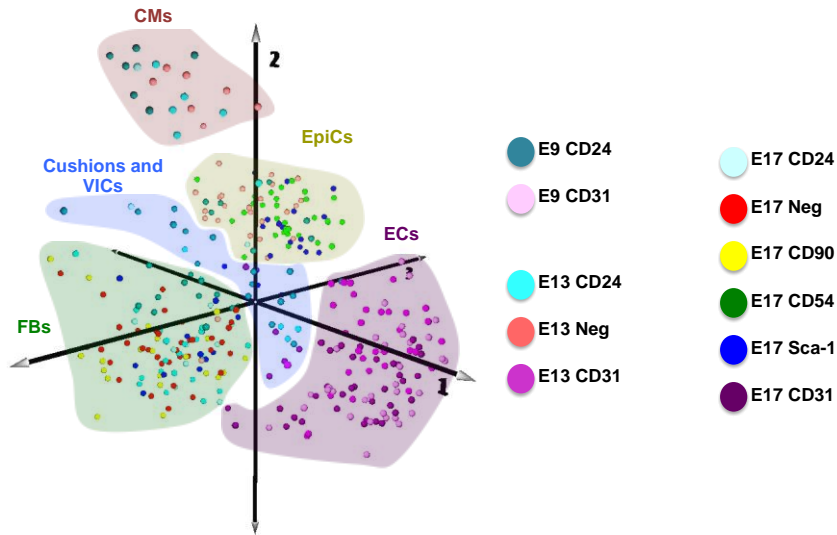 CMs
2
EpiCs
Cushions and
VICs
ECs
3
FBs
1
E9 CD24
E9 CD31
E13 CD24
E13 Neg
E13 CD31
E17 CD24
E17 Neg
E17 CD90
E17 CD54
E17 Sca-1
E17 CD31